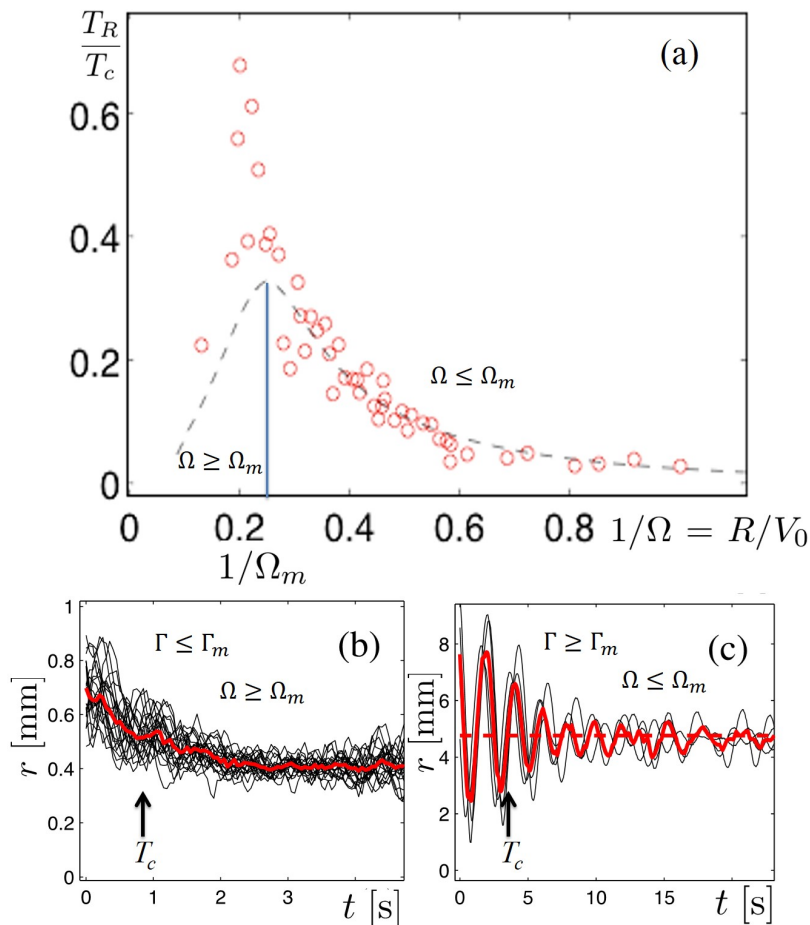 T_R
T_c
(a)
0.6
0.4
0.2
0
Ω ≤ Ω_m
Ω ≥ Ω_m
0 0.2 0.4 0.6 0.8 1/Ω = R/V_0
1/Ω_m
(b)
Γ ≤ Γ_m
Ω ≥ Ω_m
r [mm]
1
0.8
0.6
0.4
0.2
0
T_c
0 1 2 3 t [s]
(c)
Γ ≥ Γ_m
Ω ≤ Ω_m
r [mm]
8
6
4
2
0
T_c
0 5 10 15 t [s]